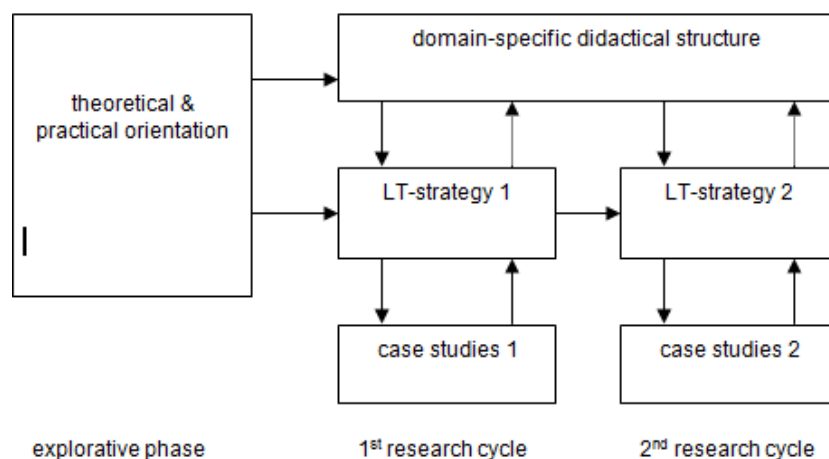 domain-specific didactical structure
theoretical &
practical orientation
LT-strategy 1
LT-strategy 2
case studies 1
case studies 2
explorative phase
1st research cycle
2nd research cycle